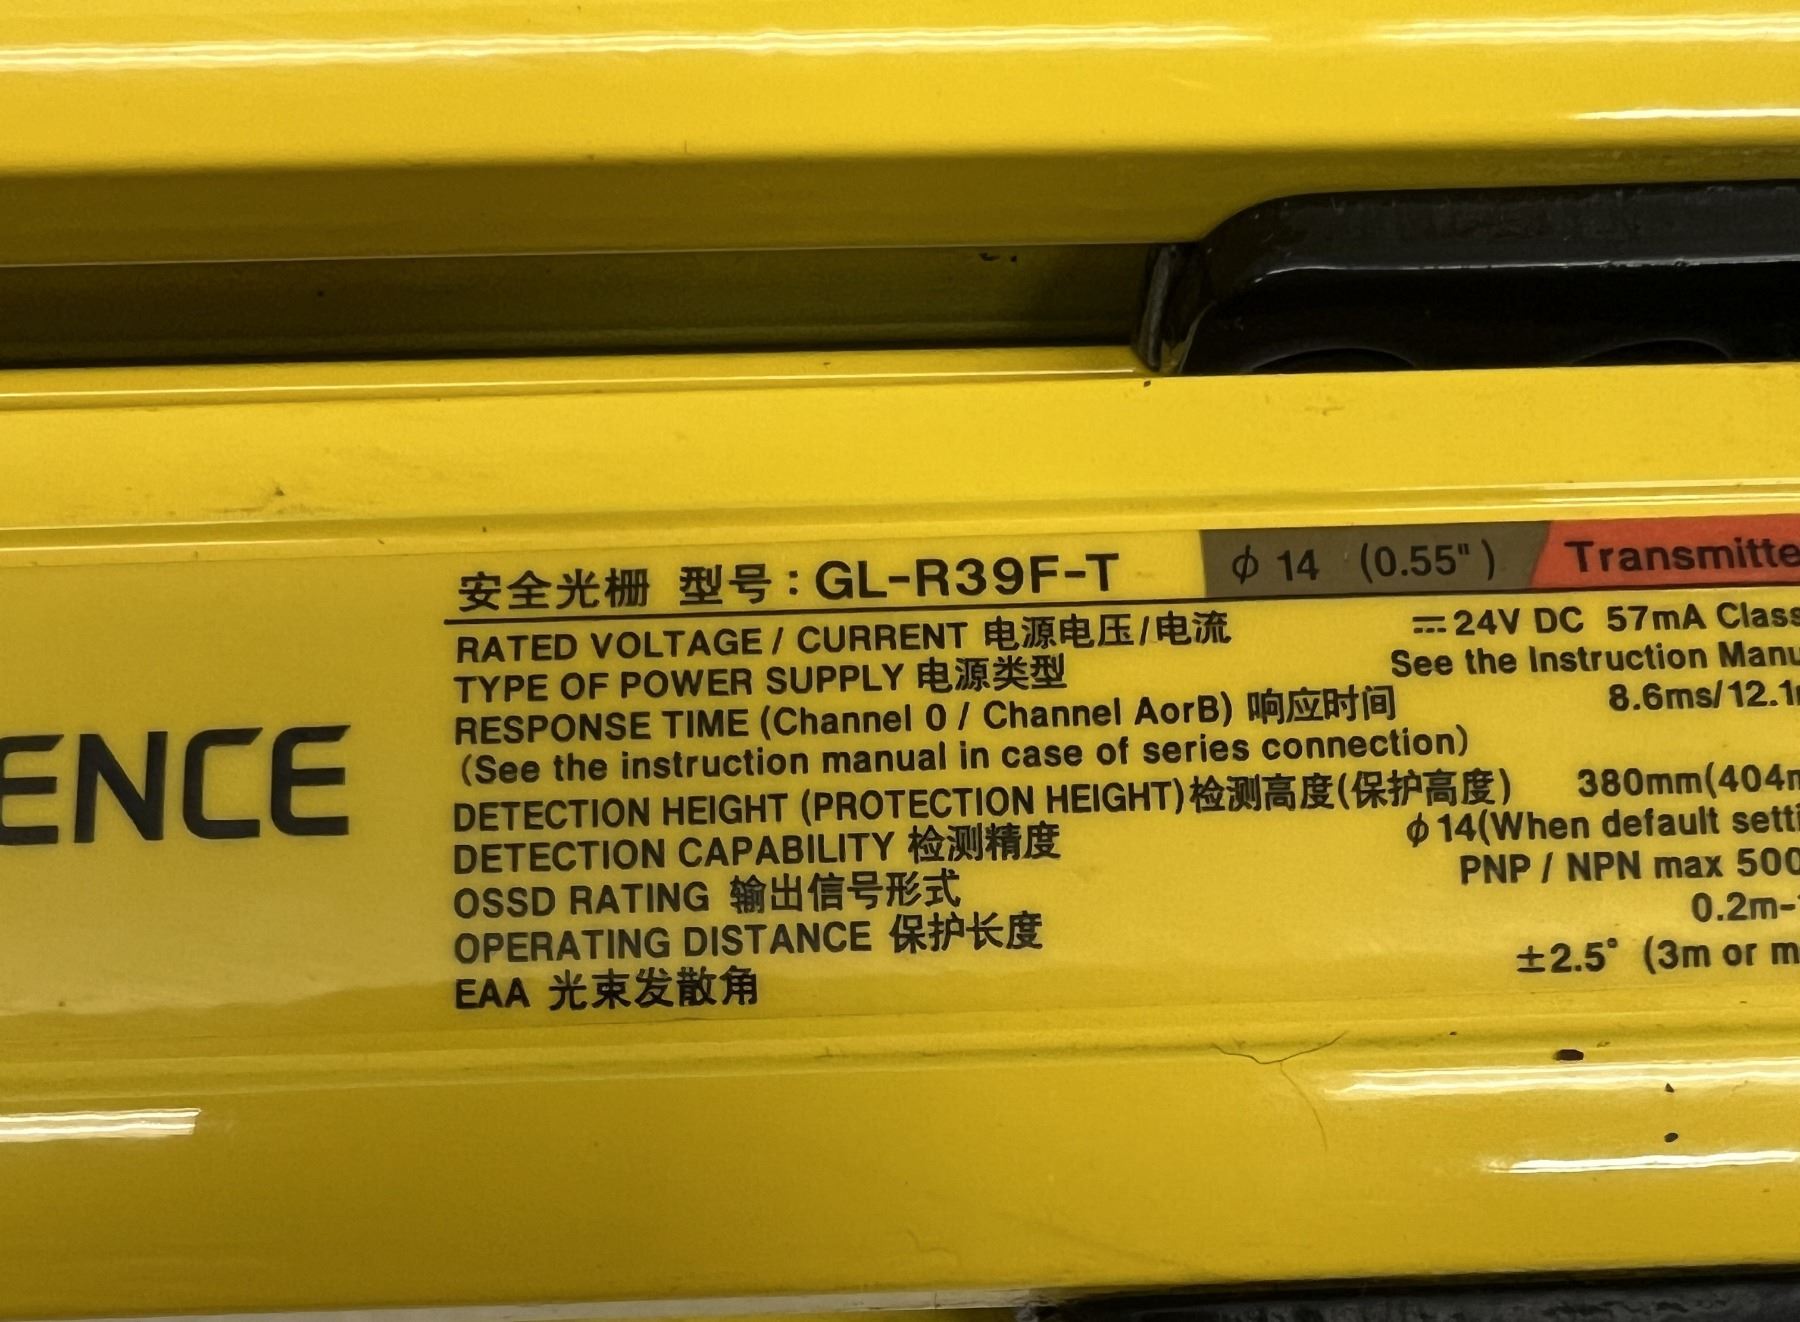 ENCE
安全光栅 型号:GL-R39F-T ϕ 14 (0.55") Transmitte
RATED VOLTAGE / CURRENT 电源电压/电流 ⎓24V DC 57mA Class
TYPE OF POWER SUPPLY 电源类型 See the Instruction Manu
RESPONSE TIME (Channel 0 / Channel AorB) 响应时间 8.6ms/12.1
(See the instruction manual in case of series connection)
DETECTION HEIGHT (PROTECTION HEIGHT)检测高度(保护高度) 380mm(404m
DETECTION CAPABILITY 检测精度 ϕ14(When default setti
OSSD RATING 输出信号形式 PNP / NPN max 500
OPERATING DISTANCE 保护长度 0.2m-
EAA 光束发散角 ±2.5° (3m or m